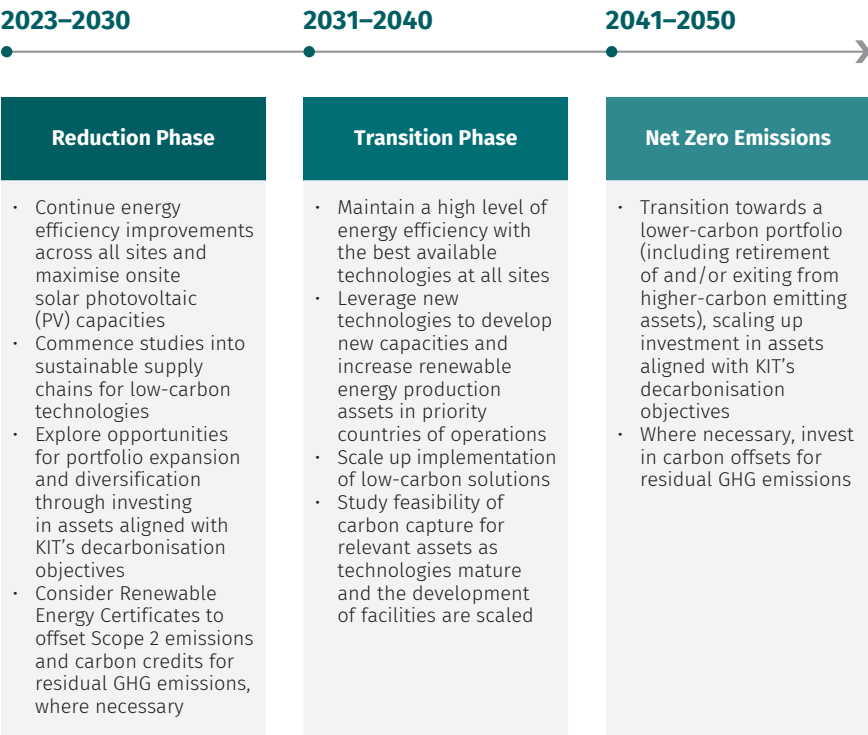 2023–2030
2031–2040
2041–2050
Reduction Phase
• Continue energy
efficiency improvements
across all sites and
maximise onsite
solar photovoltaic
(PV) capacities
• Commence studies into
sustainable supply
chains for low-carbon
technologies
• Explore opportunities
for portfolio expansion
and diversification
through investing
in assets aligned with
KIT’s decarbonisation
objectives
• Consider Renewable
Energy Certificates to
offset Scope 2 emissions
and carbon credits for
residual GHG emissions,
where necessary
Transition Phase
• Maintain a high level of
energy efficiency with
the best available
technologies at all sites
• Leverage new
technologies to develop
new capacities and
increase renewable
energy production
assets in priority
countries of operations
• Scale up implementation
of low-carbon solutions
• Study feasibility of
carbon capture for
relevant assets as
technologies mature
and the development
of facilities are scaled
Net Zero Emissions
• Transition towards a
lower-carbon portfolio
(including retirement
of and/or exiting from
higher-carbon emitting
assets), scaling up
investment in assets
aligned with KIT’s
decarbonisation
objectives
• Where necessary, invest
in carbon offsets for
residual GHG emissions